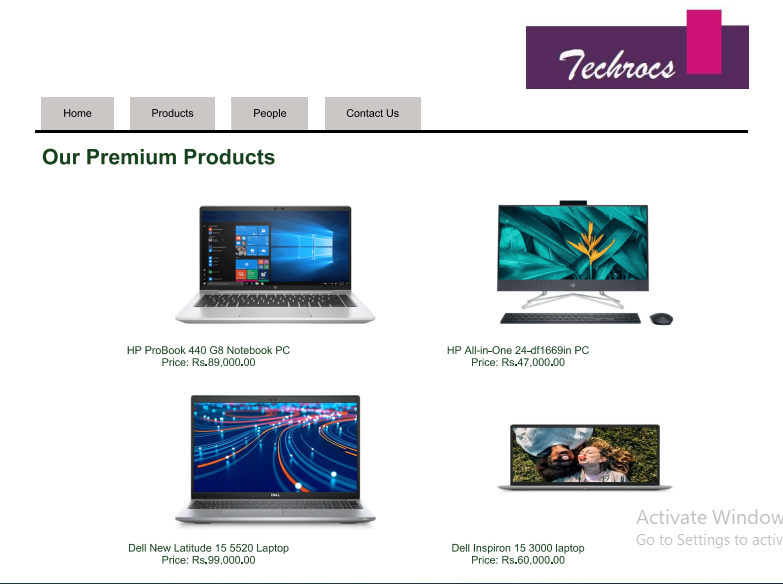 Techrocs
Home
Products
People
Contact Us
Our Premium Products
HP ProBook 440 G8 Notebook PC
Price: Rs.89,000.00
HP All-in-One 24-df1669in PC
Price: Rs.47,000.00
DELL
Dell New Latitude 15 5520 Laptop
Price: Rs.99,000.00
Dell Inspiron 15 3000 laptop
Price: Rs.60,000.00
Activate Window
Go to Settings to activ